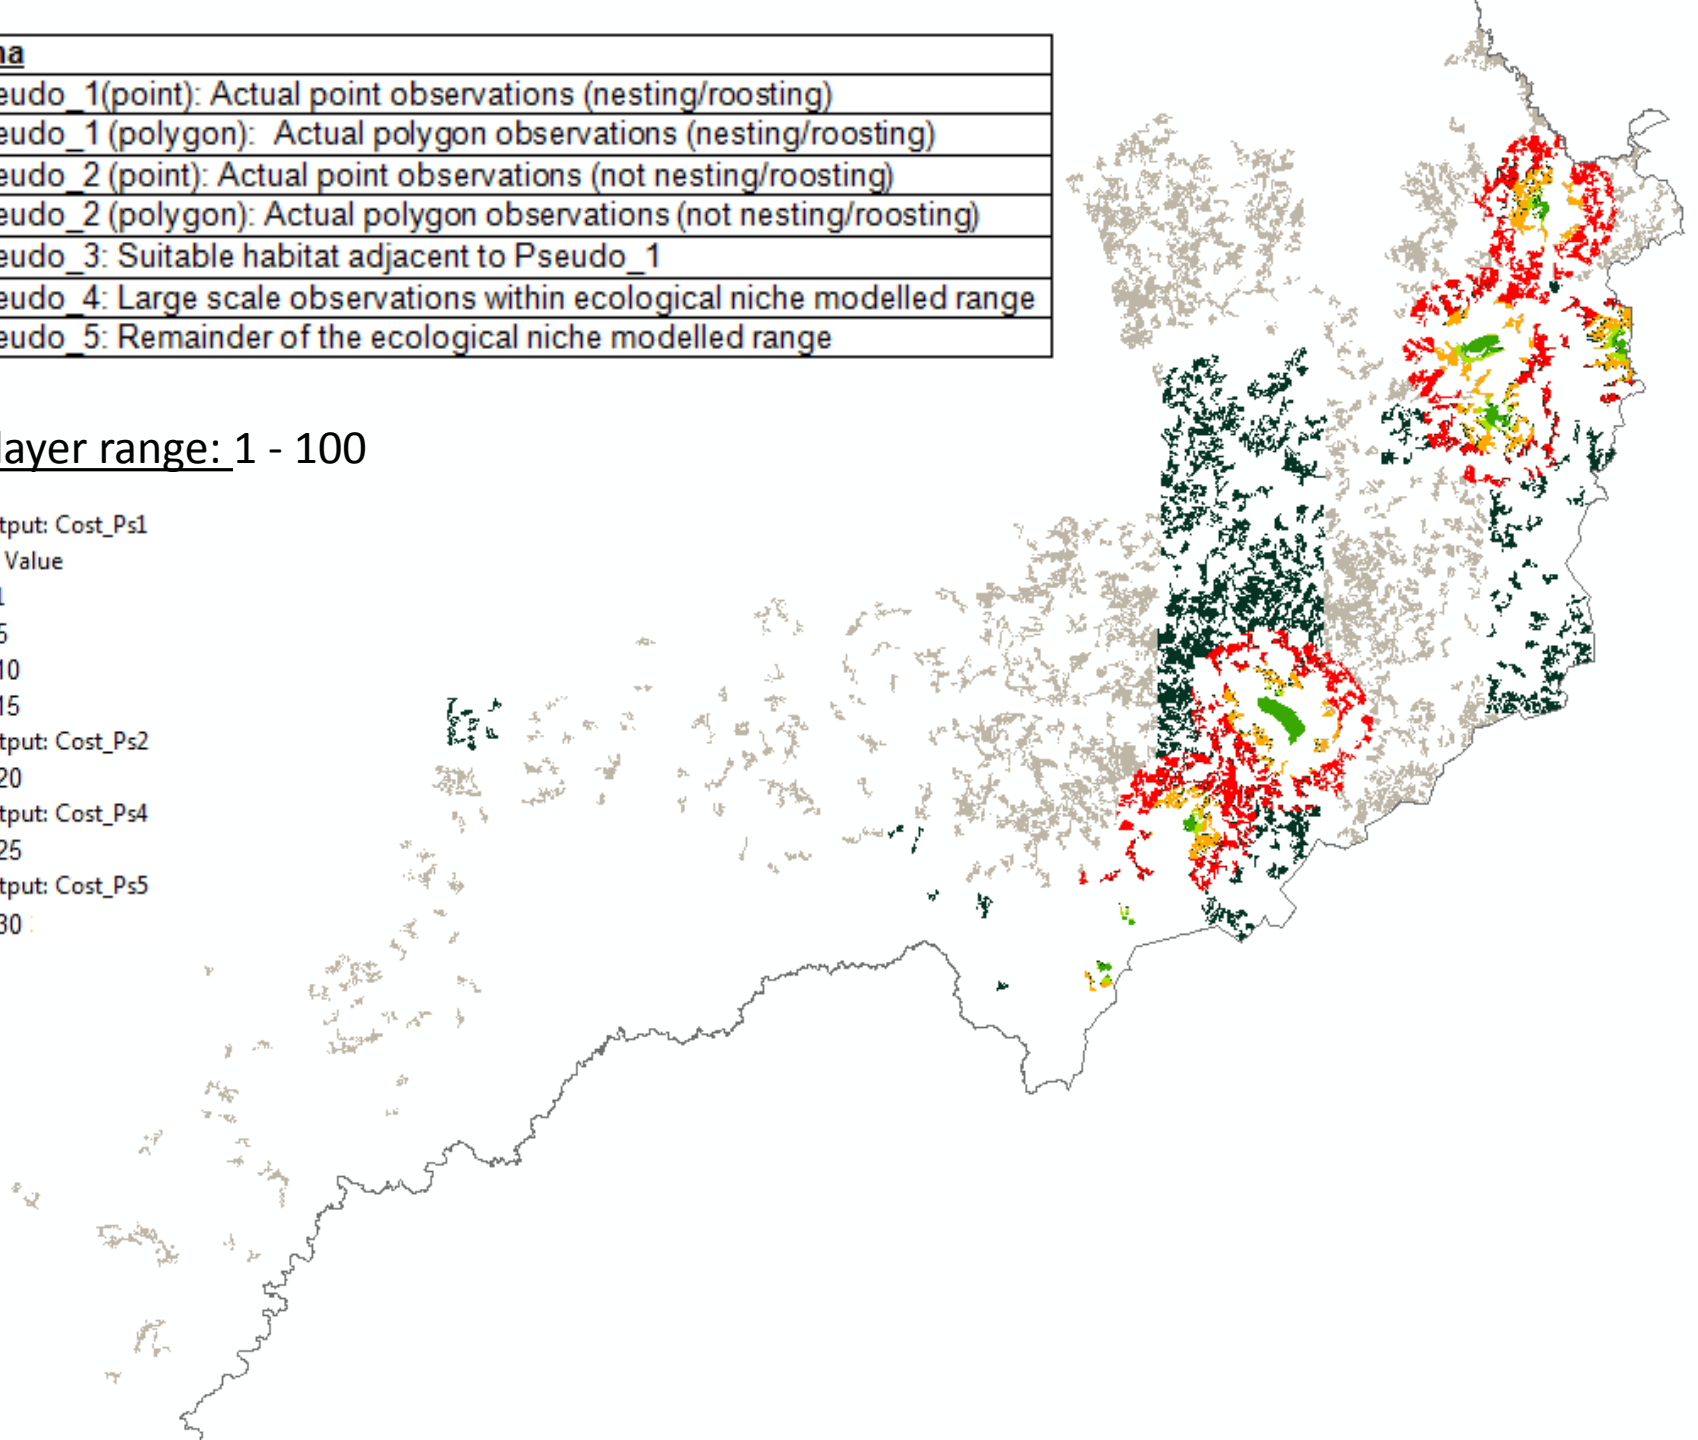 na
eudo_1(point): Actual point observations (nesting/roosting)
eudo_1 (polygon): Actual polygon observations (nesting/roosting)
eudo_2 (point): Actual point observations (not nesting/roosting)
eudo_2 (polygon): Actual polygon observations (not nesting/roosting)
eudo_3: Suitable habitat adjacent to Pseudo_1
eudo_4: Large scale observations within ecological niche modelled range
eudo_5: Remainder of the ecological niche modelled range
layer range: 1 - 100
tput: Cost_Ps1
Value
1
5
10
15
tput: Cost_Ps2
20
tput: Cost_Ps4
25
tput: Cost_Ps5
30